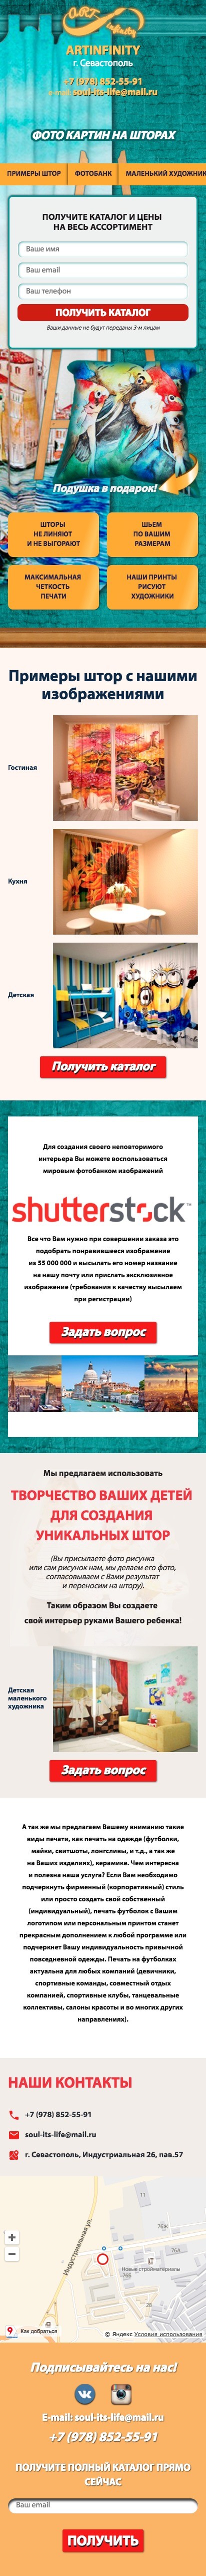 ART infinity
ARTINFINITY
г. Севастополь
+7 (978) 852-55-91
e-mail: soul-its-life@mail.ru
ФОТО КАРТИН НА ШТОРАХ
ПРИМЕРЫ ШТОР
ФОТОБАНК
МАЛЕНЬКИЙ ХУДОЖНИК
ПОЛУЧИТЕ КАТАЛОГ И ЦЕНЫ
НА ВЕСЬ АССОРТИМЕНТ
Ваше имя
Ваш email
Ваш телефон
ПОЛУЧИТЬ КАТАЛОГ
Ваши данные не будут переданы 3-м лицам
Подушка в подарок!
ШТОРЫ
НЕ ЛИНЯЮТ
И НЕ ВЫГОРАЮТ
ШЬЕМ
ПО ВАШИМ
РАЗМЕРАМ
МАКСИМАЛЬНАЯ
ЧЕТКОСТЬ
ПЕЧАТИ
НАШИ ПРИНТЫ
РИСУЮТ
ХУДОЖНИКИ
Примеры штор с нашими
изображениями
Гостиная
Кухня
Детская
Получить каталог
Для создания своего неповторимого
интерьера Вы можете воспользоваться
мировым фотобанком изображений
shutterstock™
Все что Вам нужно при совершении заказа это
подобрать понравившееся изображение
из 55 000 000 и высылать его номер название
на нашу почту или прислать эксклюзивное
изображение (требования к качеству высылаем
при регистрации)
Задать вопрос
Мы предлагаем использовать
ТВОРЧЕСТВО ВАШИХ ДЕТЕЙ
ДЛЯ СОЗДАНИЯ
УНИКАЛЬНЫХ ШТОР
(Вы присылаете фото рисунка
или сам рисунок нам, мы делаем его фото,
согласовываем с Вами результат
и переносим на штору).
Таким образом Вы создаете
свой интерьер руками Вашего ребенка!
Детская
маленького
художника
Задать вопрос
А так же мы предлагаем Вашему вниманию такие
виды печати, как печать на одежде (футболки,
майки, свитшоты, лонгсливы, и т.д., а так же
на Ваших изделиях), керамике. Чем интересна
и полезна наша услуга? Если Вам необходимо
подчеркнуть фирменный (корпоративный) стиль
или просто создать свой собственный
(индивидуальный), печать футболок с Вашим
логотипом или персональным принтом станет
прекрасным дополнением к любой программе или
подчеркнет Вашу индивидуальность привычной
повседневной одежды. Печать на футболках
актуальна для любых компаний (девичники,
спортивные команды, совместный отдых
компанией, спортивные клубы, танцевальные
коллективы, салоны красоты и во многих других
направлениях).
НАШИ КОНТАКТЫ
+7 (978) 852-55-91
soul-its-life@mail.ru
г. Севастополь, Индустриальная 26, пав.57
11
76Ж
Индустриальная ул.
76А
Новые стройматериалы
76Б
28
Как добраться
© Яндекс Условия использования
Подписывайтесь на нас!
E-mail: soul-its-life@mail.ru
+7 (978) 852-55-91
ПОЛУЧИТЕ ПОЛНЫЙ КАТАЛОГ ПРЯМО
СЕЙЧАС
Ваш email
ПОЛУЧИТЬ